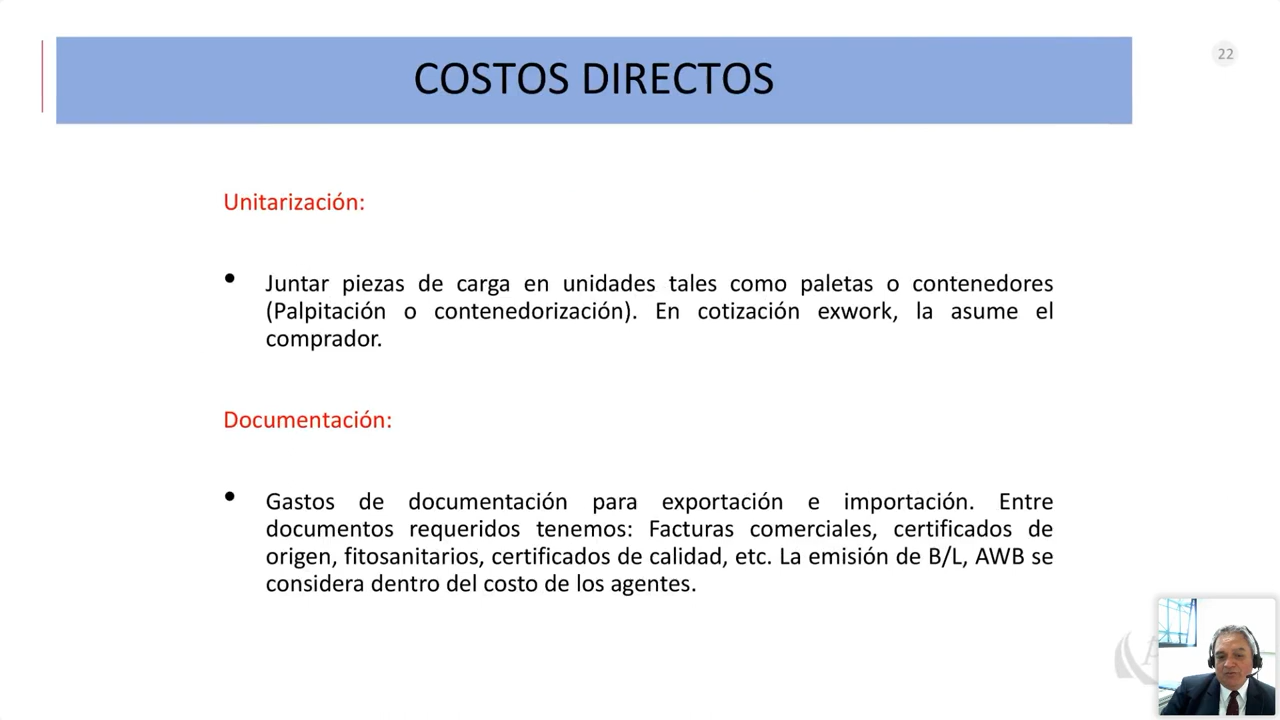 COSTOS DIRECTOS
22
Unitarización:
• Juntar piezas de carga en unidades tales como paletas o contenedores
(Palpitación o contenedorización). En cotización exwork, la asume el
comprador.
Documentación:
• Gastos de documentación para exportación e importación. Entre
documentos requeridos tenemos: Facturas comerciales, certificados de
origen, fitosanitarios, certificados de calidad, etc. La emisión de B/L, AWB se
considera dentro del costo de los agentes.